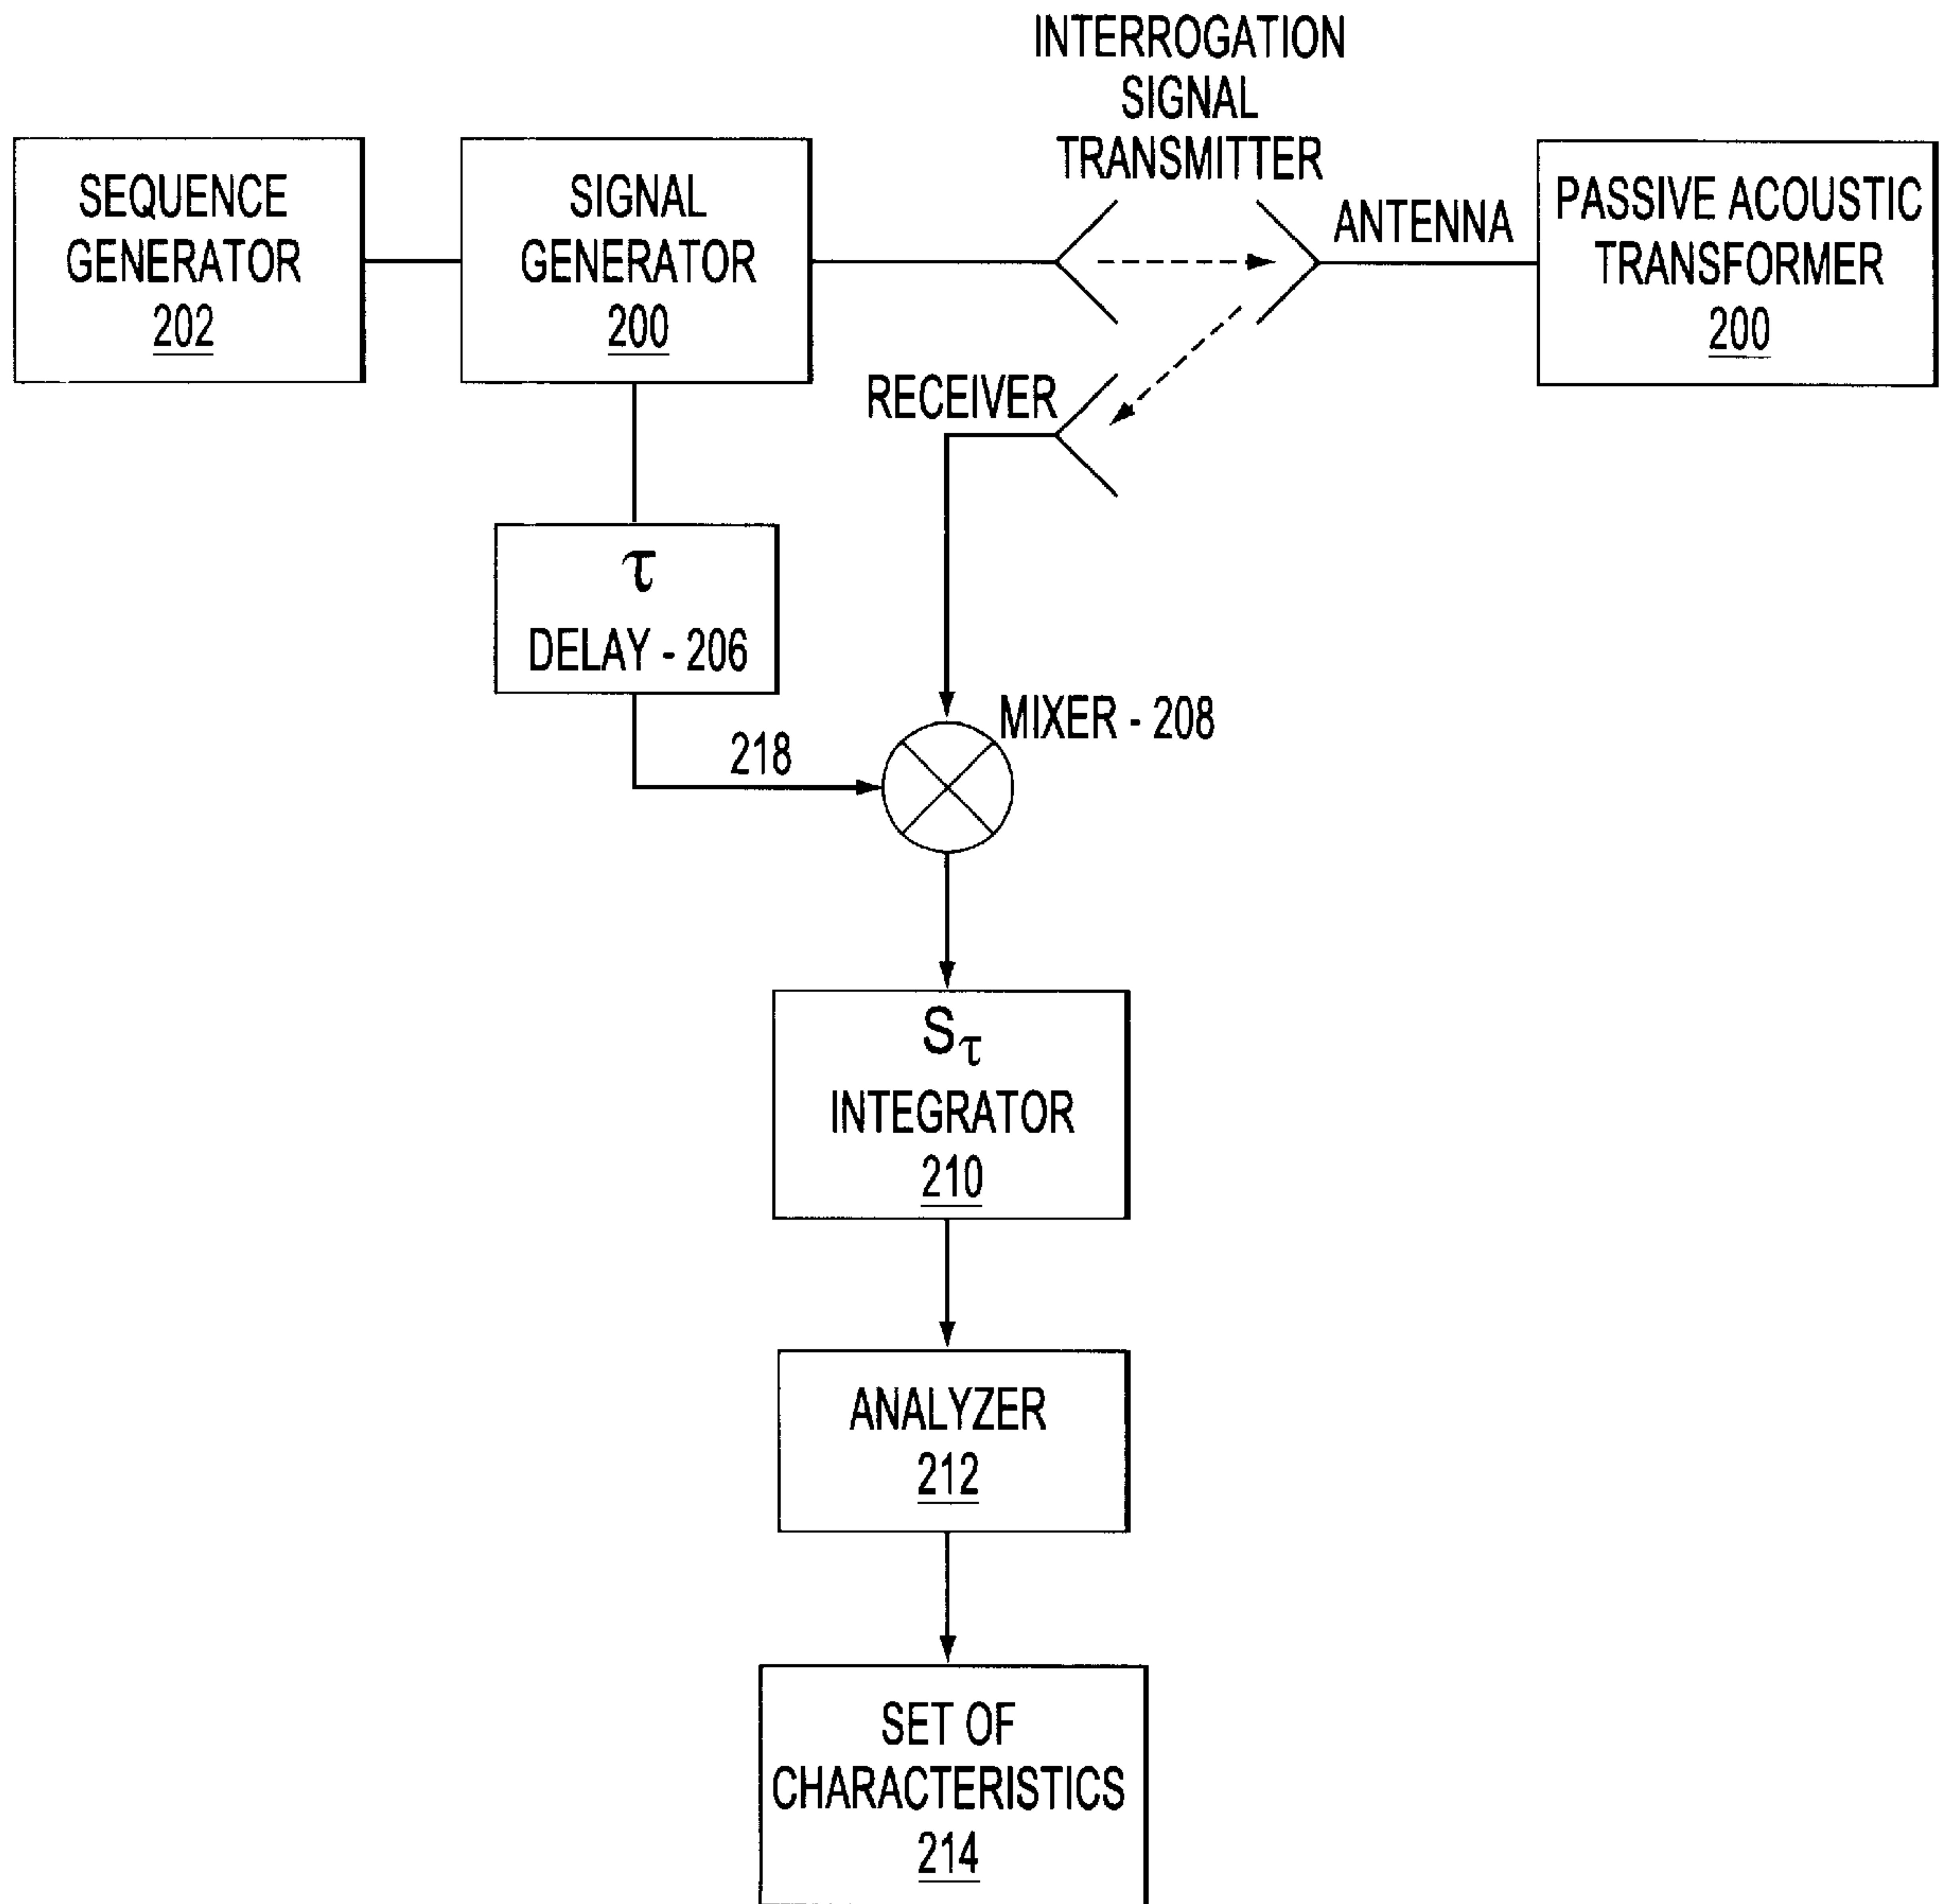 INTERROGATION
SIGNAL
TRANSMITTER
SEQUENCE
GENERATOR
202
SIGNAL
GENERATOR
200
ANTENNA
PASSIVE ACOUSTIC
TRANSFORMER
200
RECEIVER
τ
DELAY - 206
218
MIXER - 208
Sτ
INTEGRATOR
210
ANALYZER
212
SET OF
CHARACTERISTICS
214